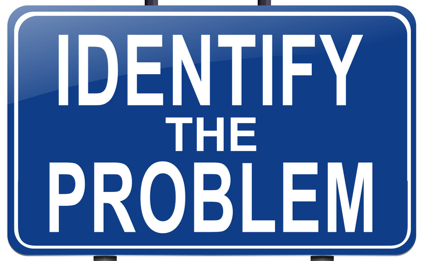 IDENTIFY
THE
PROBLEM